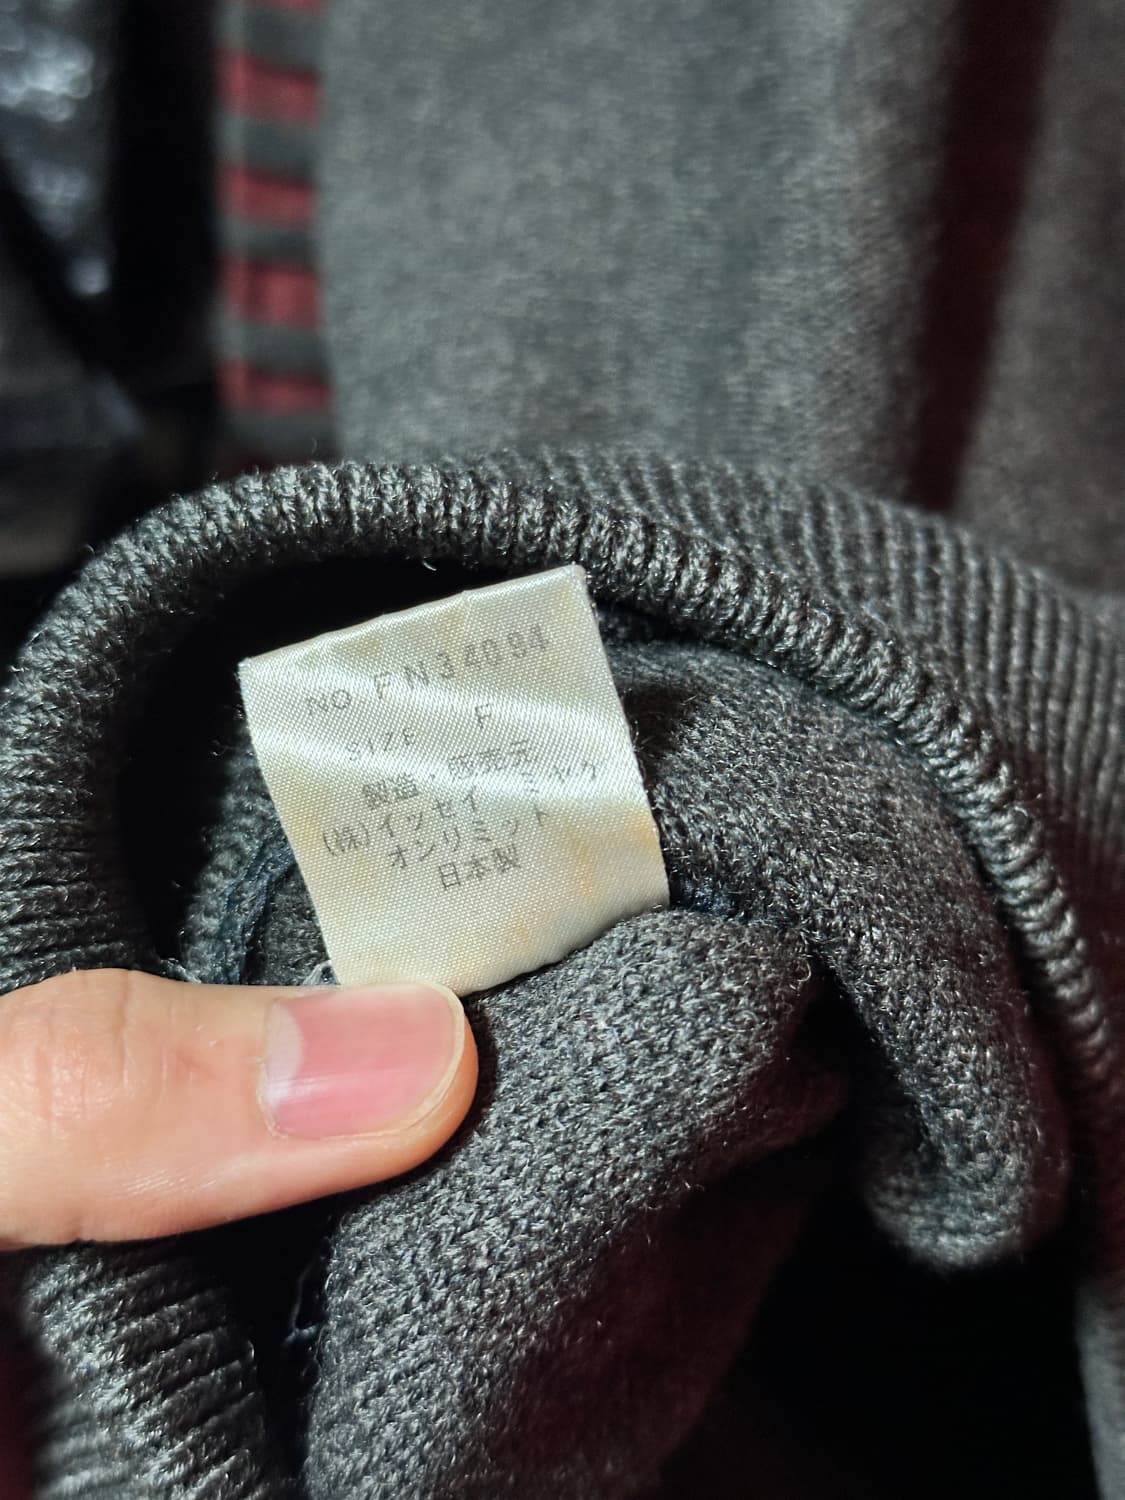 NO FN34094
SIZE F
製造・販売元
(株)イッセイ ミヤケ
オンリミット
日本製